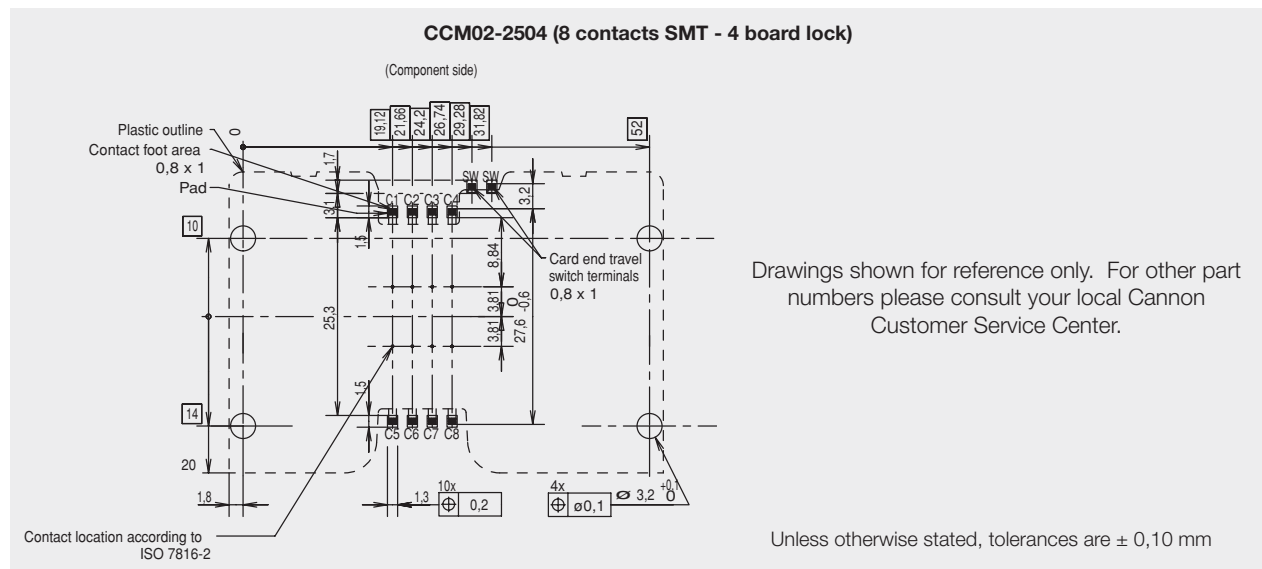 CCM02-2504 (8 contacts SMT - 4 board lock)
(Component side)
19,12
21,66
24,2
26,74
29,28
31,82
52
0
Plastic outline
Contact foot area
0,8 x 1
Pad
1,7
3,1
SW SW
3,2
C1 C2 C3 C4
10
1,5
8,84
Card end travel
switch terminals
0,8 x 1
Drawings shown for reference only. For other part
numbers please consult your local Cannon
Customer Service Center.
25,3
3,81
3,81
27,6 0 -0,6
1,5
14
C5 C6 C7 C8
20
1,8
1,3
10x
0,2
4x
ø0,1
ø 3,2 +0,1 0
Contact location according to
ISO 7816-2
Unless otherwise stated, tolerances are ± 0,10 mm